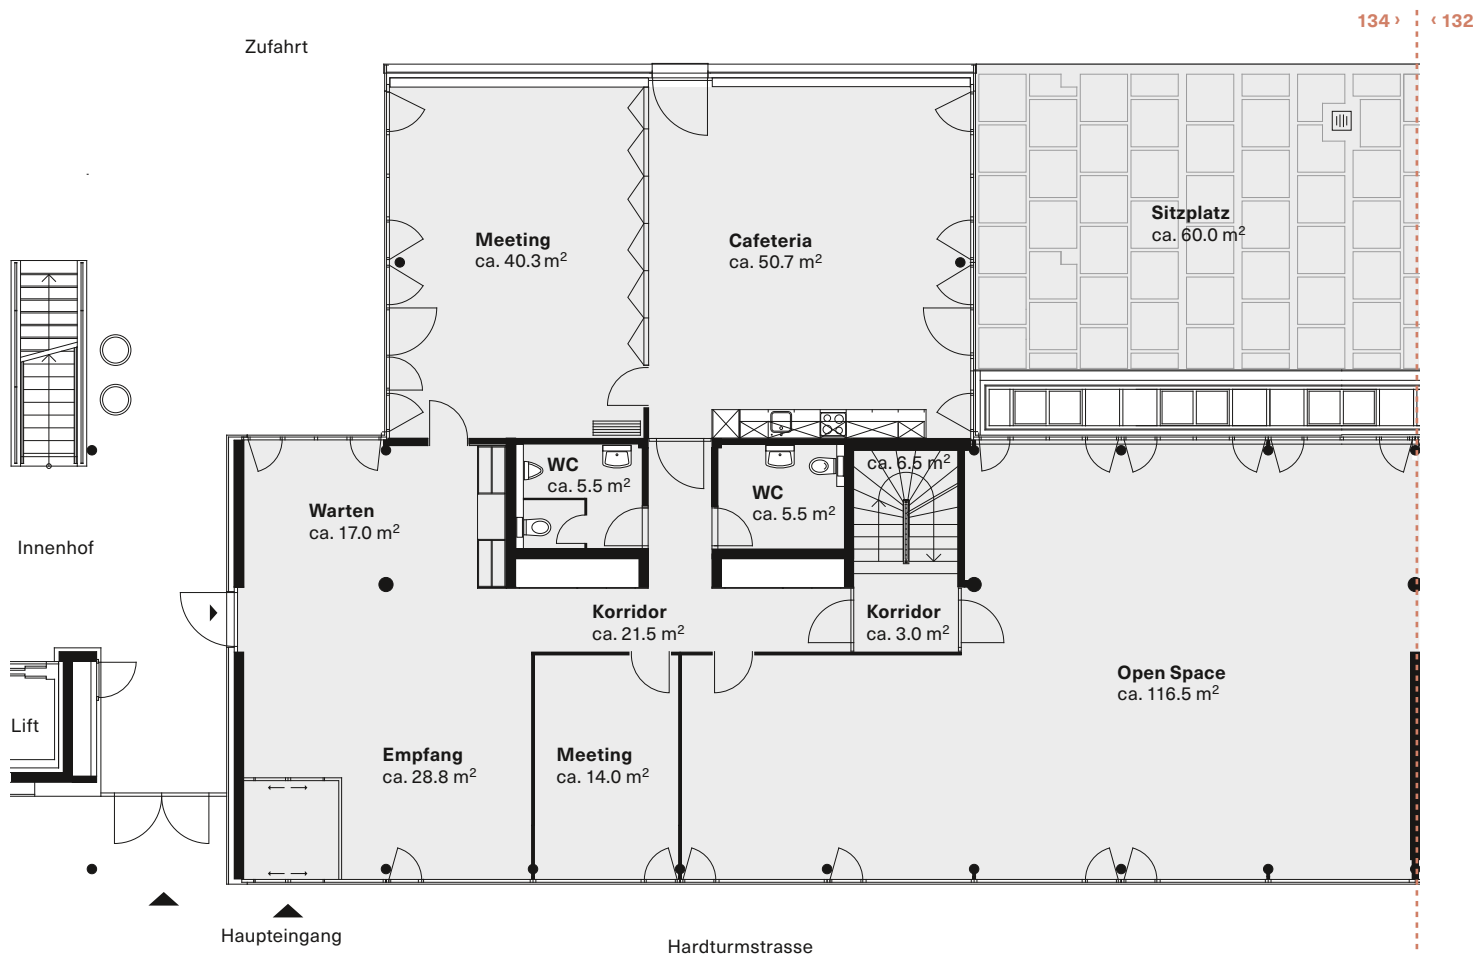 134 › ‹ 132
Zufahrt
Sitzplatz
ca. 60.0 m²
Meeting
ca. 40.3 m²
Cafeteria
ca. 50.7 m²
WC
ca. 5.5 m²
ca. 6.5 m²
WC
ca. 5.5 m²
Warten
ca. 17.0 m²
Innenhof
Korridor
ca. 21.5 m²
Korridor
ca. 3.0 m²
Open Space
ca. 116.5 m²
Lift
Empfang
ca. 28.8 m²
Meeting
ca. 14.0 m²
Haupteingang
Hardturmstrasse